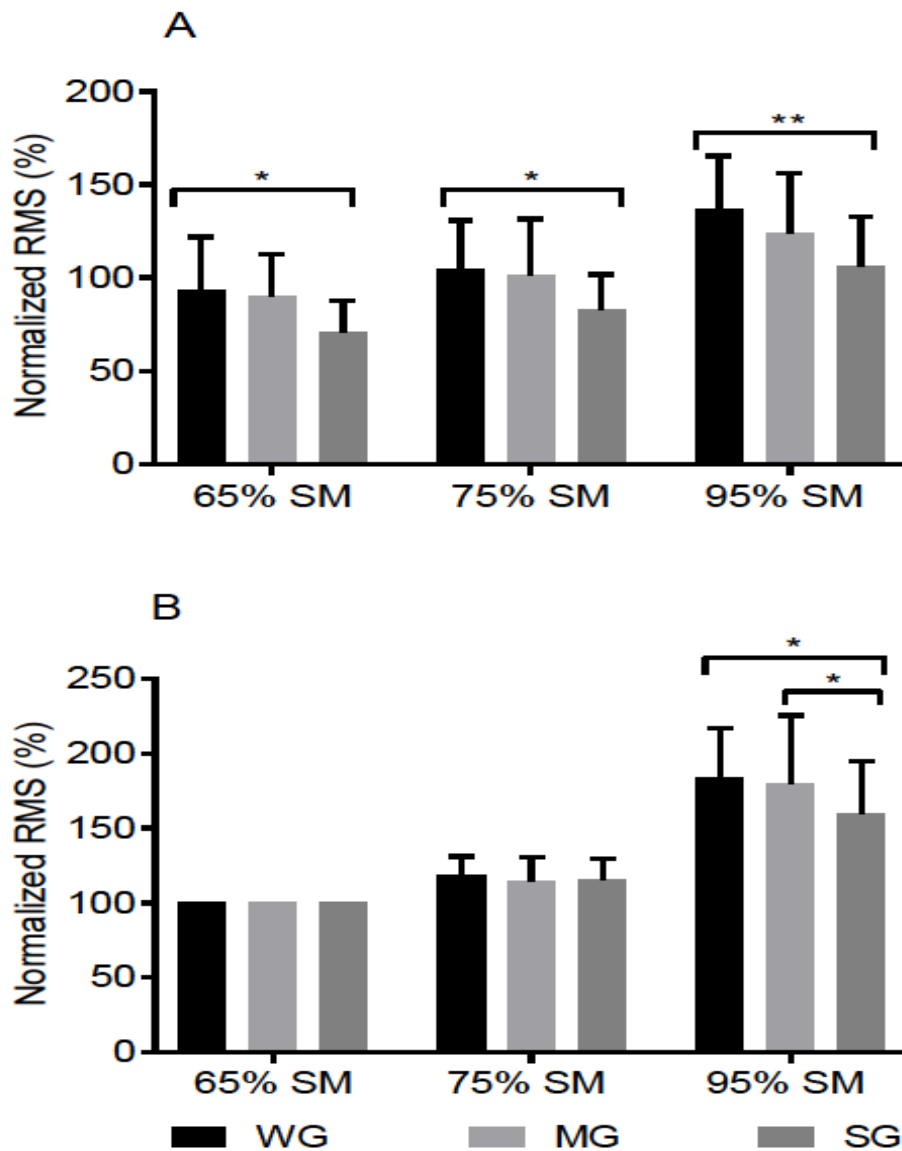 A
Normalized RMS (%)
200
150
100
50
0
*
*
**
65% SM
75% SM
95% SM
B
Normalized RMS (%)
250
200
150
100
50
0
*
*
65% SM
75% SM
95% SM
WG
MG
SG